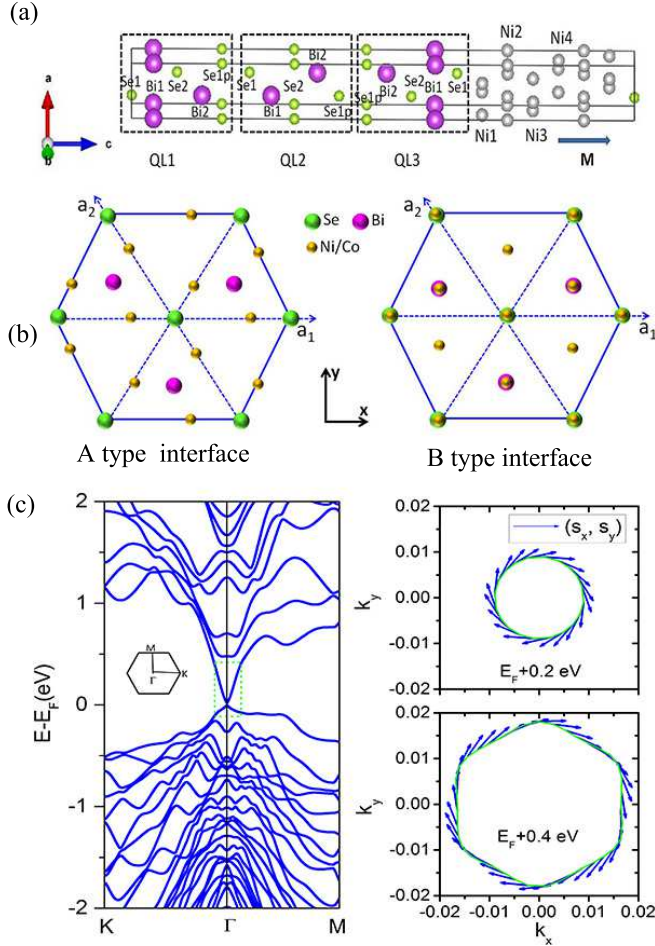 (a)
Ni2 Ni4
Bi2
Se1 Se1p Se1 Se1
Bi1 Se2 Se2 Bi2 Se2 Bi1
Bi2 Bi1 Se1p Se1p
Ni1 Ni3
a
b
c
QL1 QL2 QL3 M
(b)
a2
a1
Se Bi
Ni/Co
a2
a1
y
x
A type interface
B type interface
(c)
E-EF(eV)
2
1
0
-1
-2
K Γ M
M
Γ K
0.02
0.01
0.00
-0.01
-0.02
ky
(sx, sy)
EF+0.2 eV
0.02
0.01
0.00
-0.01
-0.02
ky
EF+0.4 eV
-0.02 -0.01 0.00 0.01 0.02
kx